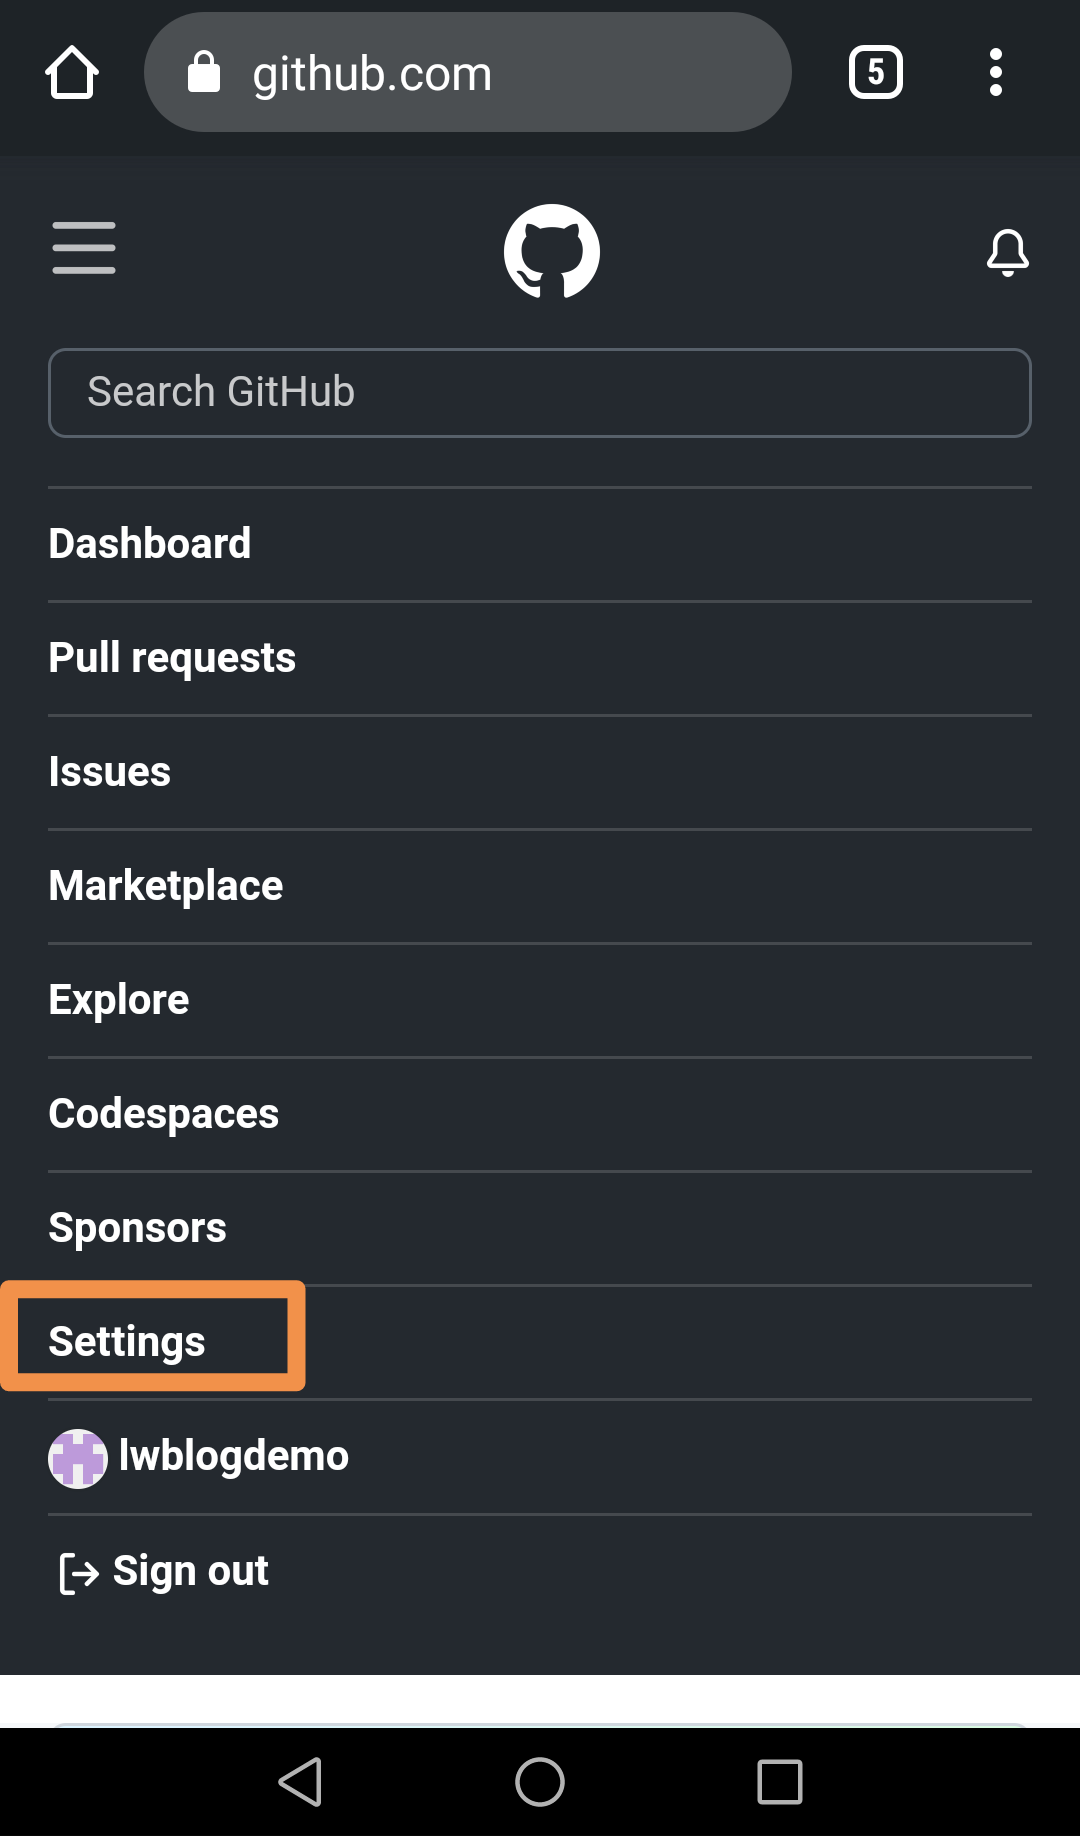 github.com
5
Search GitHub
Dashboard
Pull requests
Issues
Marketplace
Explore
Codespaces
Sponsors
Settings
lwblogdemo
Sign out